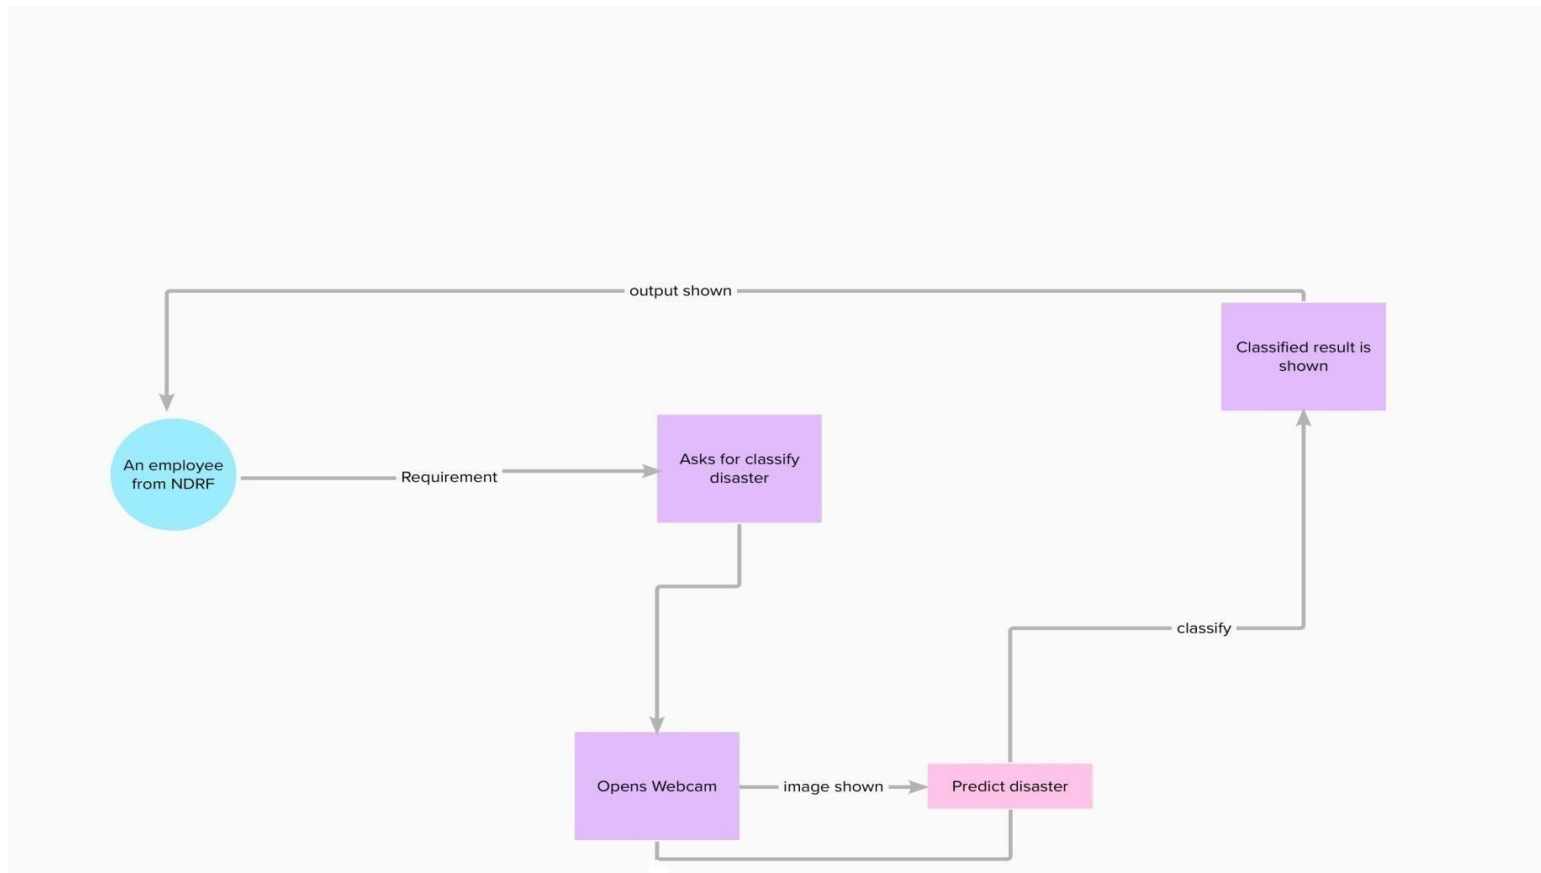 output shown
Classified result is
shown
An employee
from NDRF
Requirement
Asks for classify
disaster
classify
Opens Webcam
image shown
Predict disaster